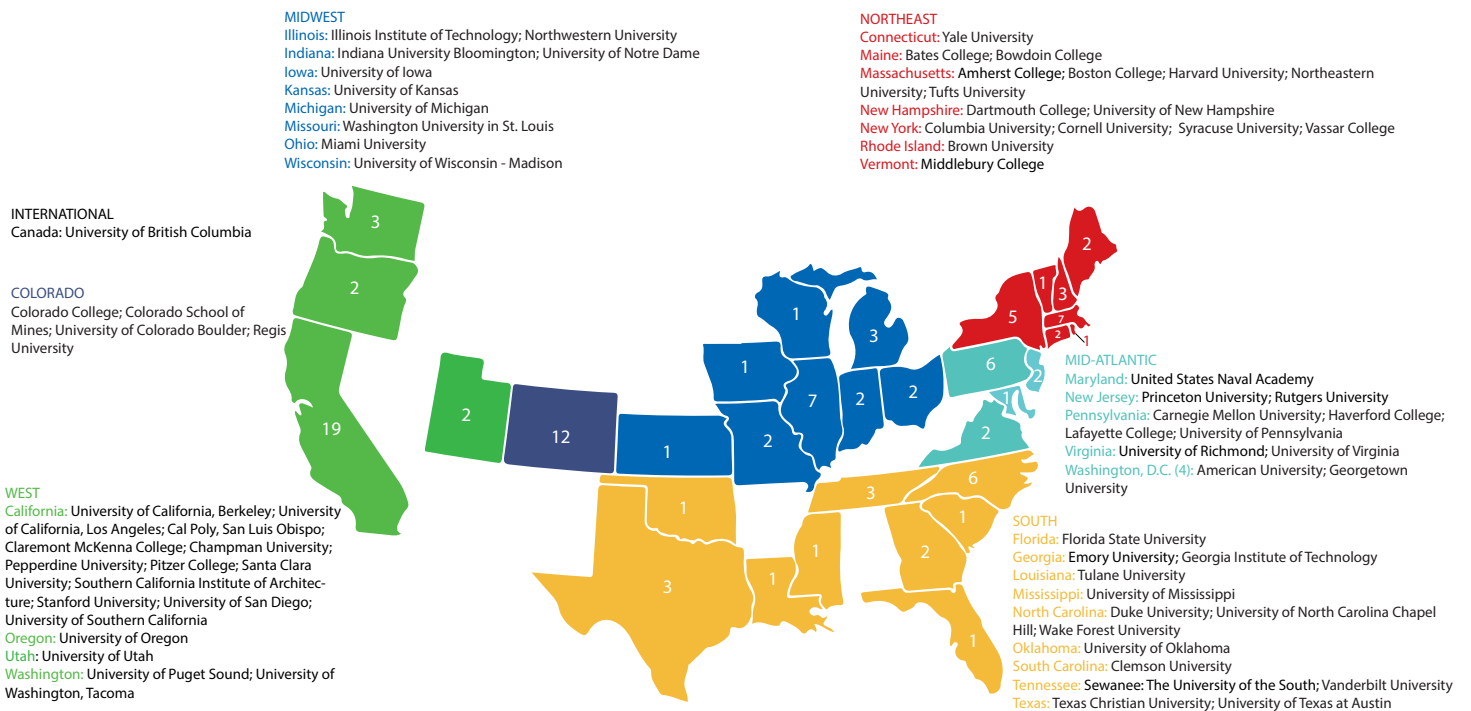 MIDWEST
Illinois: Illinois Institute of Technology; Northwestern University
Indiana: Indiana University Bloomington; University of Notre Dame
Iowa: University of Iowa
Kansas: University of Kansas
Michigan: University of Michigan
Missouri: Washington University in St. Louis
Ohio: Miami University
Wisconsin: University of Wisconsin - Madison
NORTHEAST
Connecticut: Yale University
Maine: Bates College; Bowdoin College
Massachusetts: Amherst College; Boston College; Harvard University; Northeastern
University; Tufts University
New Hampshire: Dartmouth College; University of New Hampshire
New York: Columbia University; Cornell University; Syracuse University; Vassar College
Rhode Island: Brown University
Vermont: Middlebury College
INTERNATIONAL
Canada: University of British Columbia
COLORADO
Colorado College; Colorado School of
Mines; University of Colorado Boulder; Regis
University
3
2
19
2
12
1
3
1
7
2
2
1
2
2
1
3
5
7
2
1
6
2
1
2
3
6
1
1
2
3
1
1
1
MID-ATLANTIC
Maryland: United States Naval Academy
New Jersey: Princeton University; Rutgers University
Pennsylvania: Carnegie Mellon University; Haverford College;
Lafayette College; University of Pennsylvania
Virginia: University of Richmond; University of Virginia
Washington, D.C. (4): American University; Georgetown
University
WEST
California: University of California, Berkeley; University
of California, Los Angeles; Cal Poly, San Luis Obispo;
Claremont McKenna College; Champman University;
Pepperdine University; Pitzer College; Santa Clara
University; Southern California Institute of Architec-
ture; Stanford University; University of San Diego;
University of Southern California
Oregon: University of Oregon
Utah: University of Utah
Washington: University of Puget Sound; University of
Washington, Tacoma
SOUTH
Florida: Florida State University
Georgia: Emory University; Georgia Institute of Technology
Louisiana: Tulane University
Mississippi: University of Mississippi
North Carolina: Duke University; University of North Carolina Chapel
Hill; Wake Forest University
Oklahoma: University of Oklahoma
South Carolina: Clemson University
Tennessee: Sewanee: The University of the South; Vanderbilt University
Texas: Texas Christian University; University of Texas at Austin